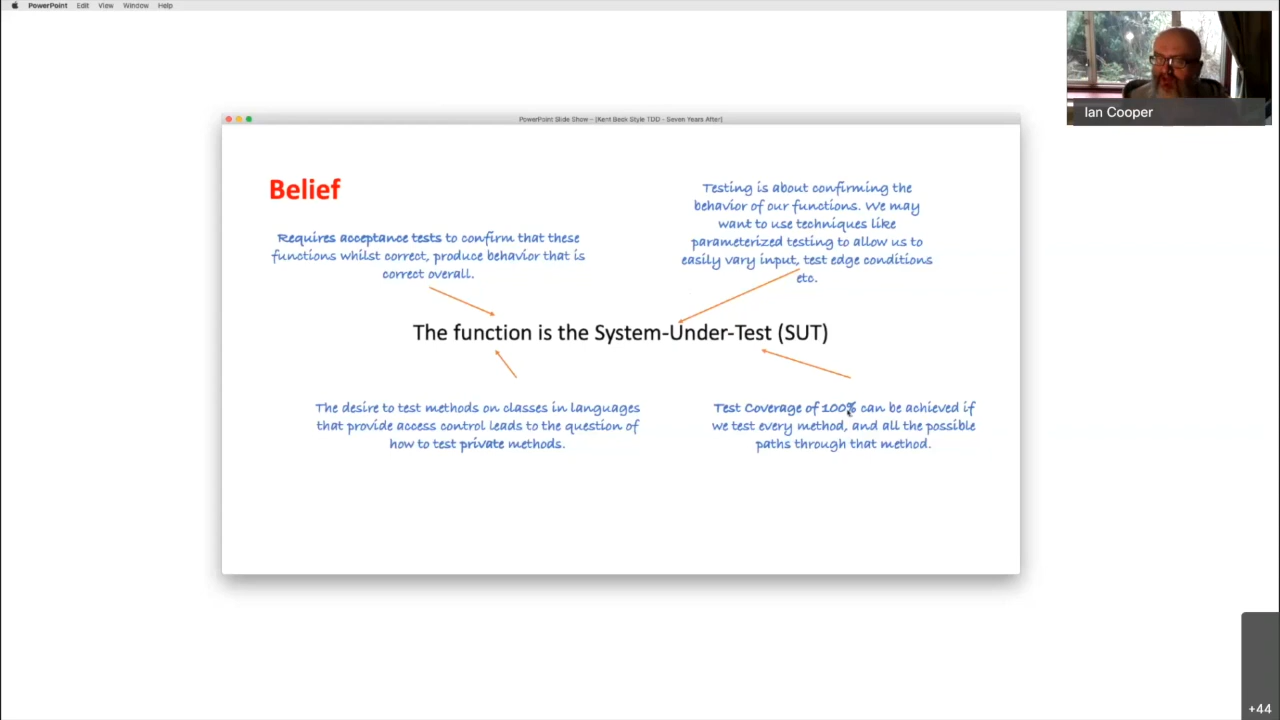 PowerPoint Edit View Window Help
Ian Cooper
PowerPoint Slide Show - [Kent Beck Style TDD - Seven Years After]
Belief
Requires acceptance tests to confirm that these
functions whilst correct, produce behavior that is
correct overall.
Testing is about confirming the
behavior of our functions. We may
want to use techniques like
parameterized testing to allow us to
easily vary input, test edge conditions
etc.
The function is the System-Under-Test (SUT)
The desire to test methods on classes in languages
that provide access control leads to the question of
how to test private methods.
Test Coverage of 100% can be achieved if
we test every method, and all the possible
paths through that method.
+44